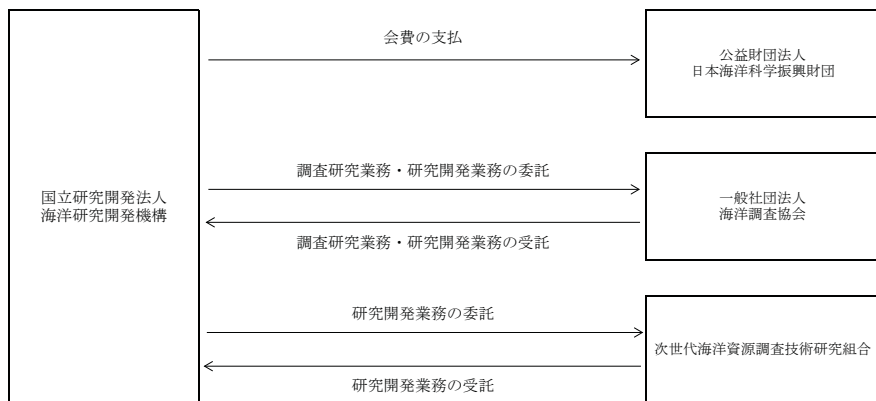 会費の支払
公益財団法人
日本海洋科学振興財団
国立研究開発法人
海洋研究開発機構
調査研究業務・研究開発業務の委託
一般社団法人
海洋調査協会
調査研究業務・研究開発業務の受託
研究開発業務の委託
次世代海洋資源調査技術研究組合
研究開発業務の受託